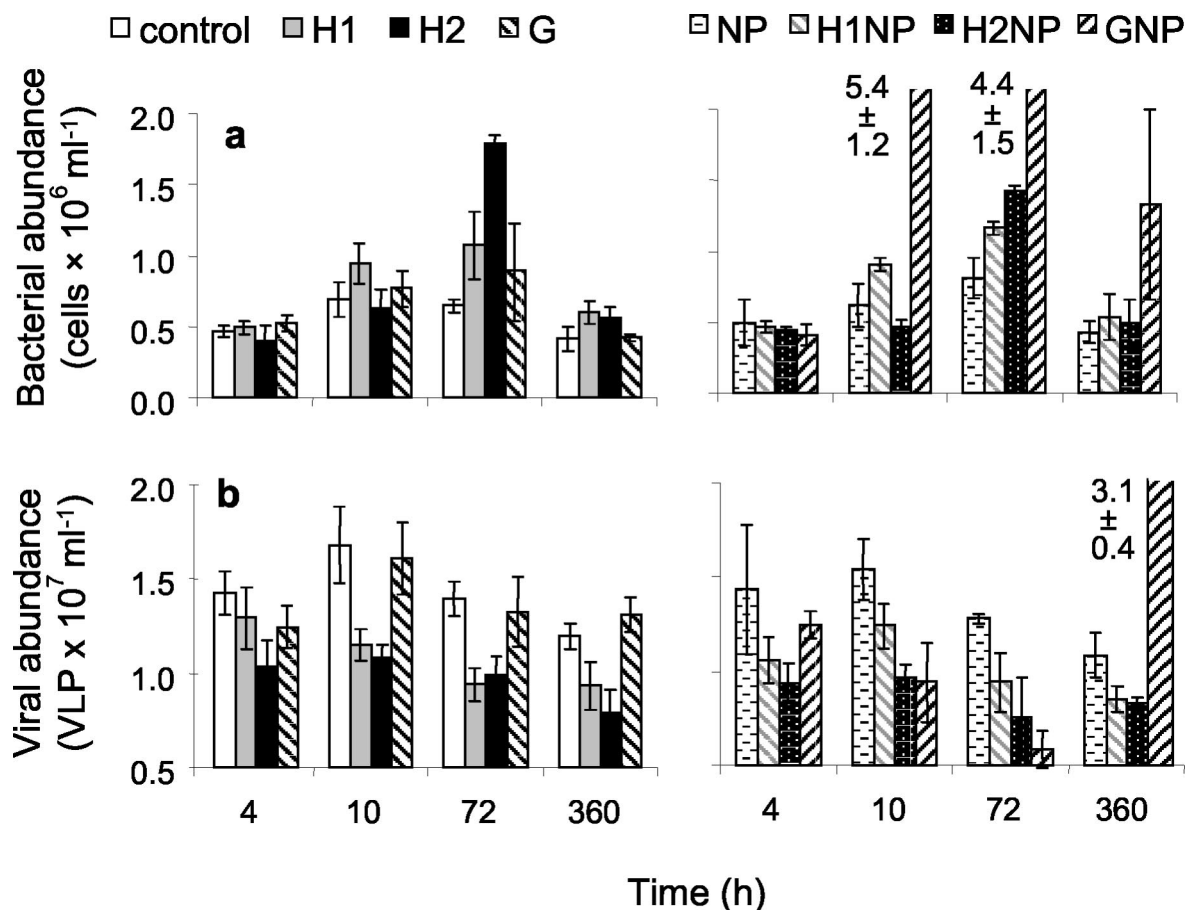 control H1 H2 G
NP H1NP H2NP GNP
Bacterial abundance
(cells × 10⁶ ml⁻¹)
a
2.0
1.5
1.0
0.5
0.0
5.4
±
1.2
4.4
±
1.5
Viral abundance
(VLP x 10⁷ ml⁻¹)
b
2.0
1.5
1.0
0.5
3.1
±
0.4
4 10 72 360
4 10 72 360
Time (h)